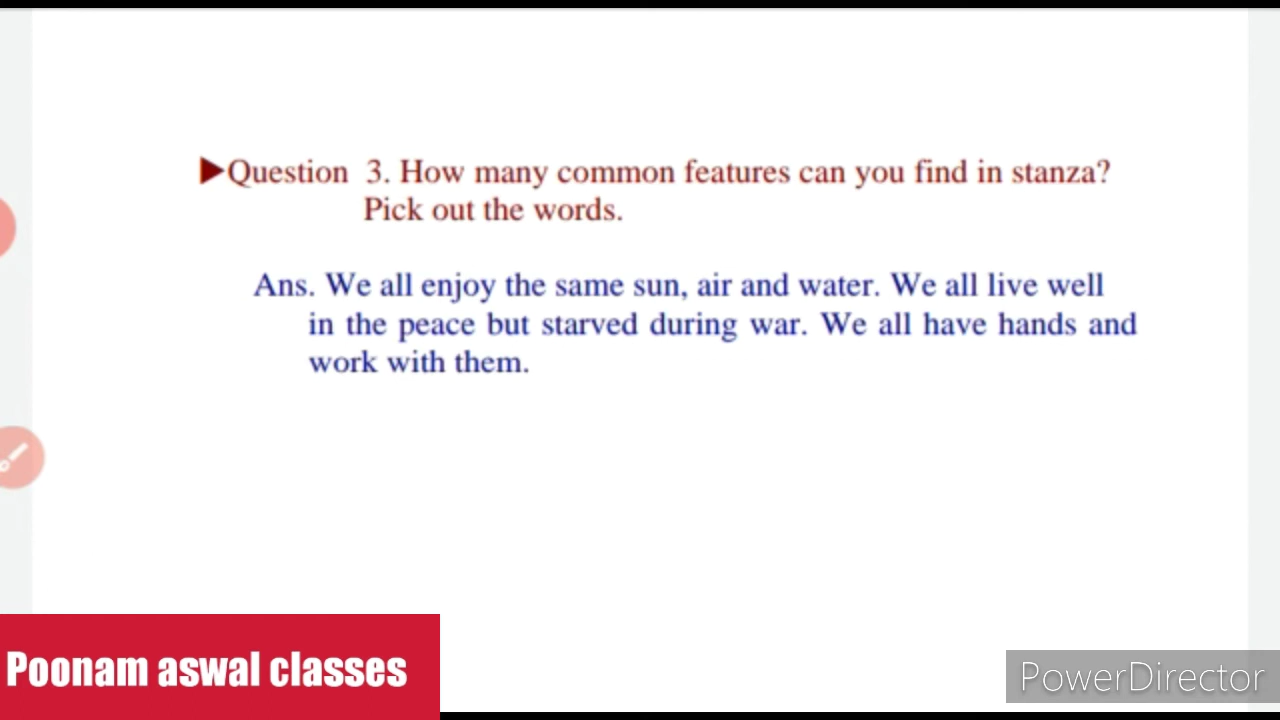 ▶Question 3. How many common features can you find in stanza?
Pick out the words.
Ans. We all enjoy the same sun, air and water. We all live well
in the peace but starved during war. We all have hands and
work with them.
Poonam aswal classes
PowerDirector